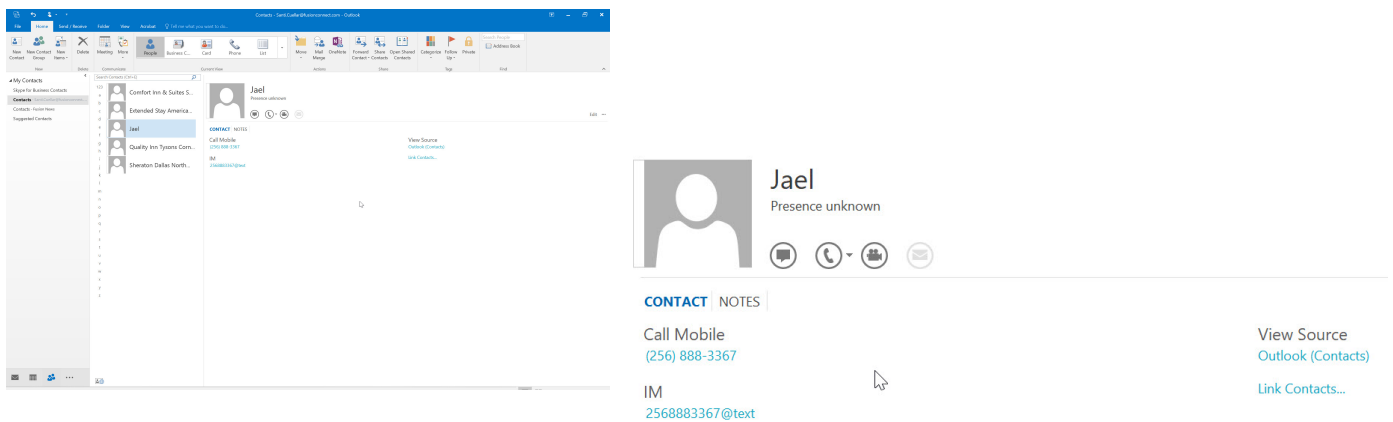 Contacts - Santi.Cuellar@fusionconnect.com - Outlook
File Home Send / Receive Folder View Acrobat Tell me what you want to do...
New Contact
New Contact Group
New Items
Delete
Meeting
More
People
Business C...
Card
Phone
List
Move
Mail Merge
OneNote
Forward Contact
Share Contacts
Open Shared Contacts
Categorize
Follow Up
Private
Search People
Address Book
New Delete Communicate Current View Actions Share Tags Find
My Contacts
Skype for Business Contacts
Contacts
Contacts - Fusion News
Suggested Contacts
Search Contacts (Ctrl+E)
123
Comfort Inn & Suites S...
Extended Stay America...
Jael
Quality Inn Tysons Corn...
Sheraton Dallas North...
Jael
Presence unknown
Edit
CONTACT NOTES
Call Mobile
(256) 888-3367
IM
2568883367@text
View Source
Outlook (Contacts)
Link Contacts...
Jael
Presence unknown
CONTACT NOTES
Call Mobile
(256) 888-3367
IM
2568883367@text
View Source
Outlook (Contacts)
Link Contacts...